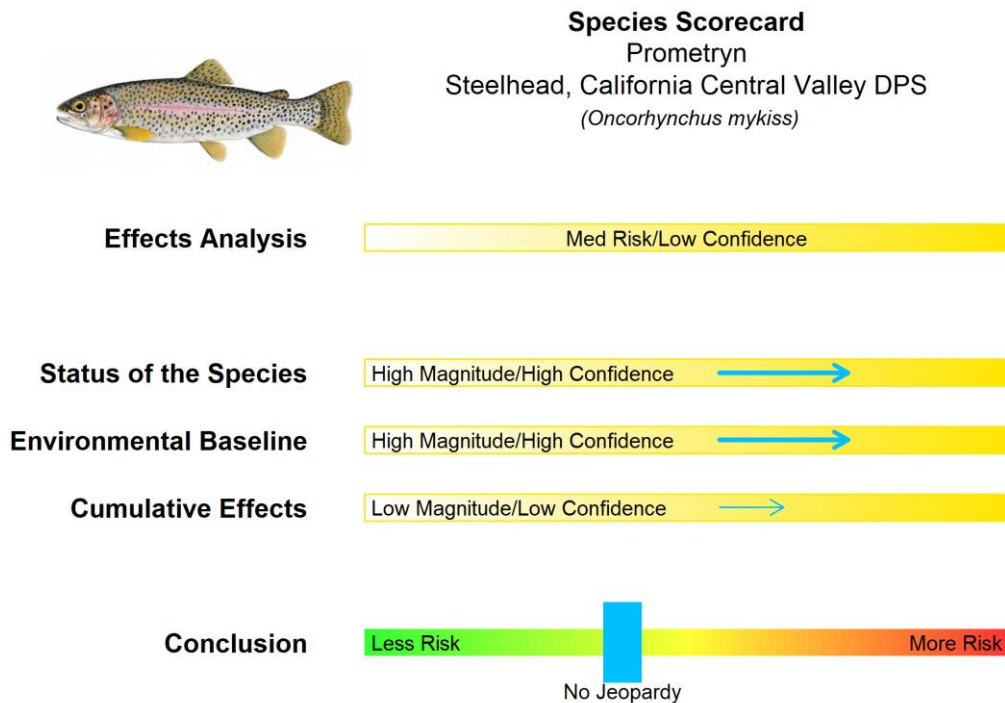 Species Scorecard
Prometryn
Steelhead, California Central Valley DPS
(Oncorhynchus mykiss)
Effects Analysis
Med Risk/Low Confidence
Status of the Species
High Magnitude/High Confidence
Environmental Baseline
High Magnitude/High Confidence
Cumulative Effects
Low Magnitude/Low Confidence
Conclusion
Less Risk
More Risk
No Jeopardy